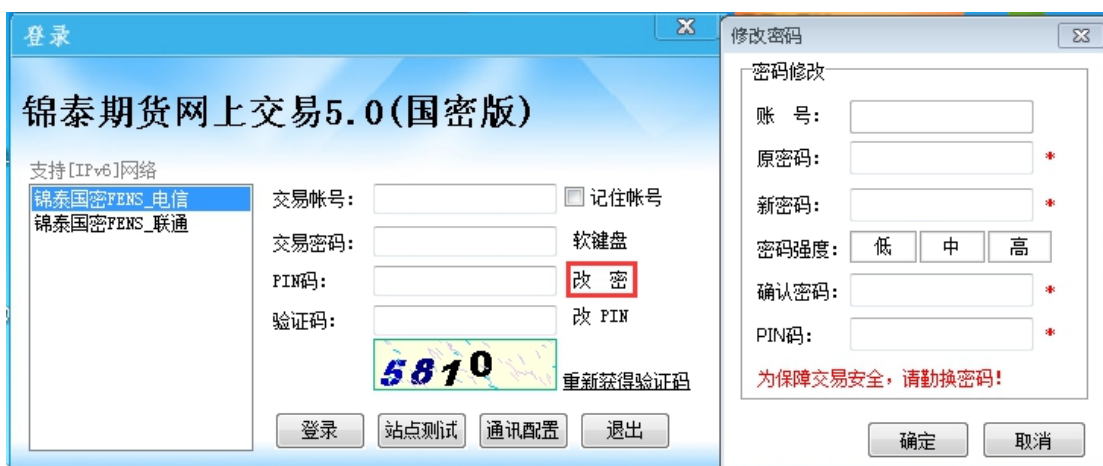 登录
锦泰期货网上交易5.0(国密版)
支持[IPv6]网络
锦泰国密FENS_电信
锦泰国密FENS_联通
交易帐号：
记住帐号
交易密码：
软键盘
PIN码：
改 密
验证码：
改 PIN
5810
重新获得验证码
登录
站点测试
通讯配置
退出
修改密码
密码修改
账 号：
原密码：
*
新密码：
*
密码强度：
低
中
高
确认密码：
*
PIN码：
*
为保障交易安全，请勤换密码！
确定
取消